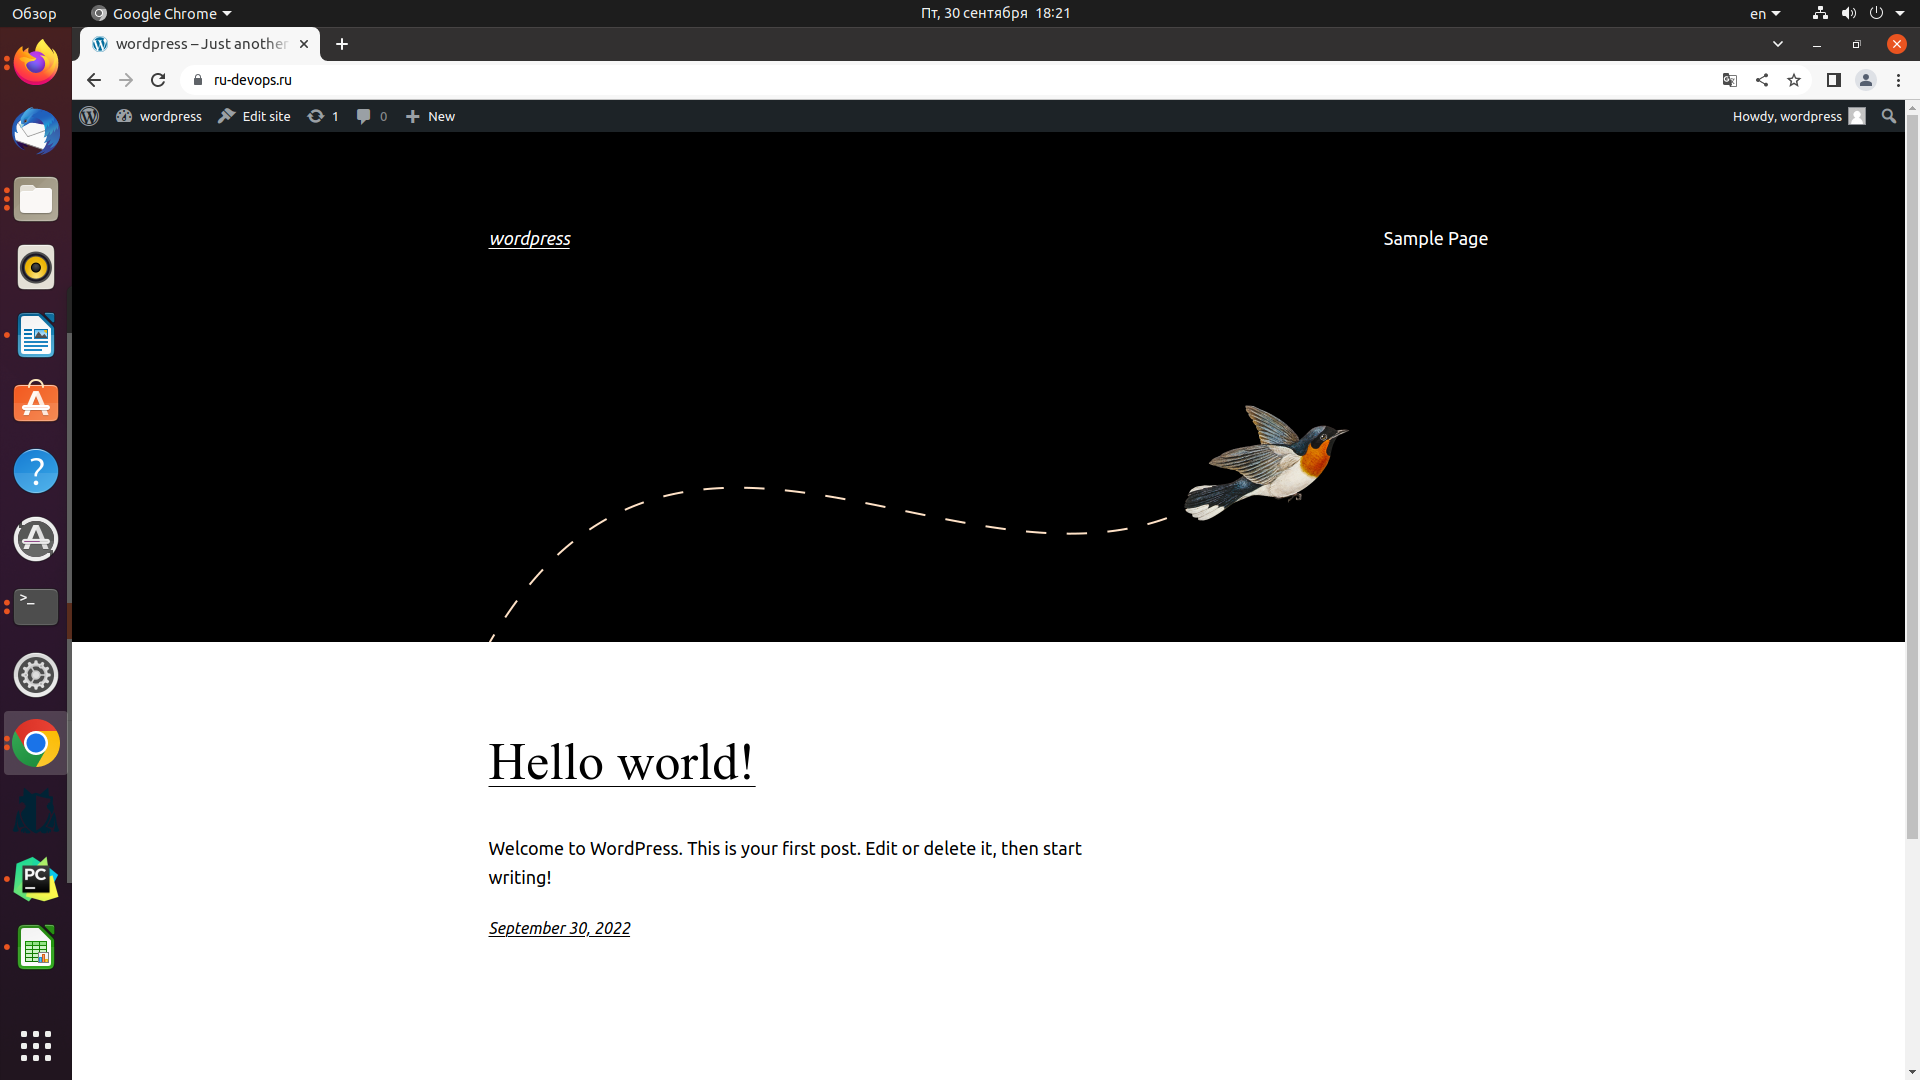 Обзор Google Chrome Пт, 30 сентября 18:21 en
wordpress – Just another
ru-devops.ru
wordpress Edit site 1 0 New Howdy, wordpress
wordpress Sample Page
Hello world!
Welcome to WordPress. This is your first post. Edit or delete it, then start
writing!
September 30, 2022
>_
PC